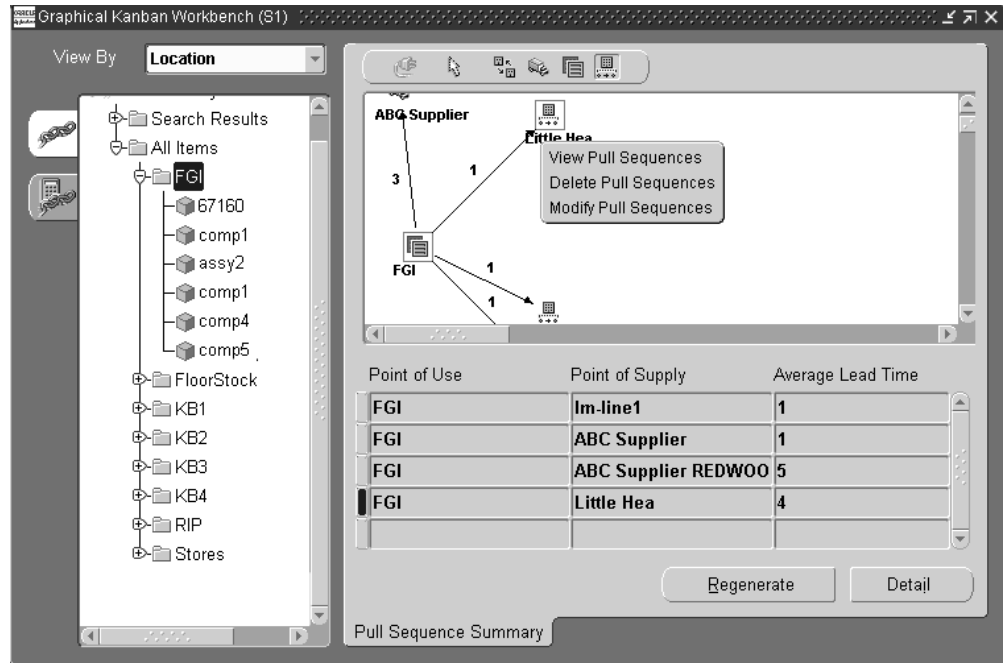 Graphical Kanban Workbench (S1)
View By
Location
Search Results
All Items
FGI
67160
comp1
assy2
comp1
comp4
comp5
FloorStock
KB1
KB2
KB3
KB4
RIP
Stores
ABC Supplier
Little Hea
View Pull Sequences
Delete Pull Sequences
Modify Pull Sequences
3
1
FGI
1
1
Point of Use Point of Supply Average Lead Time
FGI lm-line1 1
FGI ABC Supplier 1
FGI ABC Supplier REDWOO 5
FGI Little Hea 4
Regenerate Detail
Pull Sequence Summary